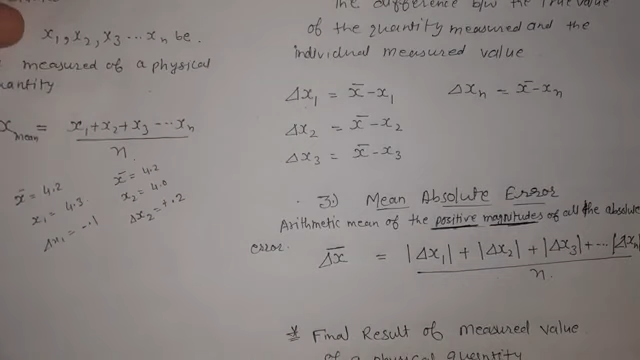 x₁, x₂, x₃ ... xₙ be.
measured of a physical
x̄ mean = x₁+x₂+x₃ ... xₙ / n
x̄ = 4.2
x₁ = 4.3
Δx₁ = -.1
x̄ = 4.2
x₂ = 4.0
Δx₂ = +.2
The difference b/w the True value
of the quantity measured and the
individual measured value
Δx₁ = x̄ - x₁
Δxₙ = x̄ - xₙ
Δx₂ = x̄ - x₂
Δx₃ = x̄ - x₃
3.) Mean Absolute Error
Arithmetic mean of the positive magnitudes of all the absolute
error.
Δx̄ = |Δx₁| + |Δx₂| + |Δx₃| + ... |Δxₙ| / n.
* Final Result of Measured value
of a physical quantity